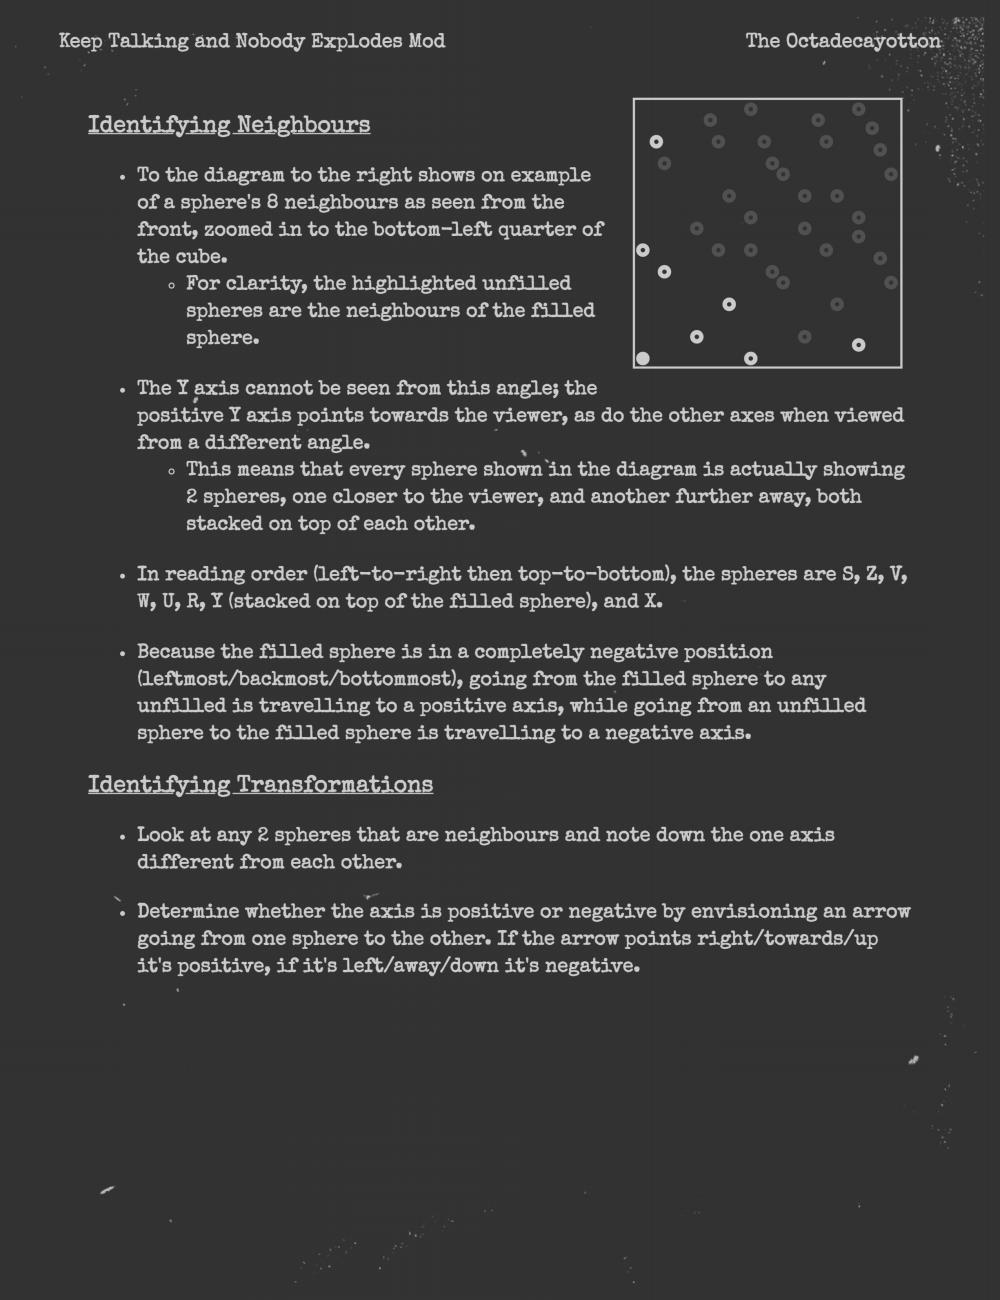 Keep Talking and Nobody Explodes Mod
The Octadecayotton
Identifying Neighbours
• To the diagram to the right shows on example
of a sphere's 8 neighbours as seen from the
front, zoomed in to the bottom-left quarter of
the cube.
◦ For clarity, the highlighted unfilled
spheres are the neighbours of the filled
sphere.
• The Y axis cannot be seen from this angle; the
positive Y axis points towards the viewer, as do the other axes when viewed
from a different angle.
◦ This means that every sphere shown in the diagram is actually showing
2 spheres, one closer to the viewer, and another further away, both
stacked on top of each other.
• In reading order (left-to-right then top-to-bottom), the spheres are S, Z, V,
W, U, R, Y (stacked on top of the filled sphere), and X.
• Because the filled sphere is in a completely negative position
(leftmost/backmost/bottommost), going from the filled sphere to any
unfilled is travelling to a positive axis, while going from an unfilled
sphere to the filled sphere is travelling to a negative axis.
Identifying Transformations
• Look at any 2 spheres that are neighbours and note down the one axis
different from each other.
• Determine whether the axis is positive or negative by envisioning an arrow
going from one sphere to the other. If the arrow points right/towards/up
it's positive, if it's left/away/down it's negative.